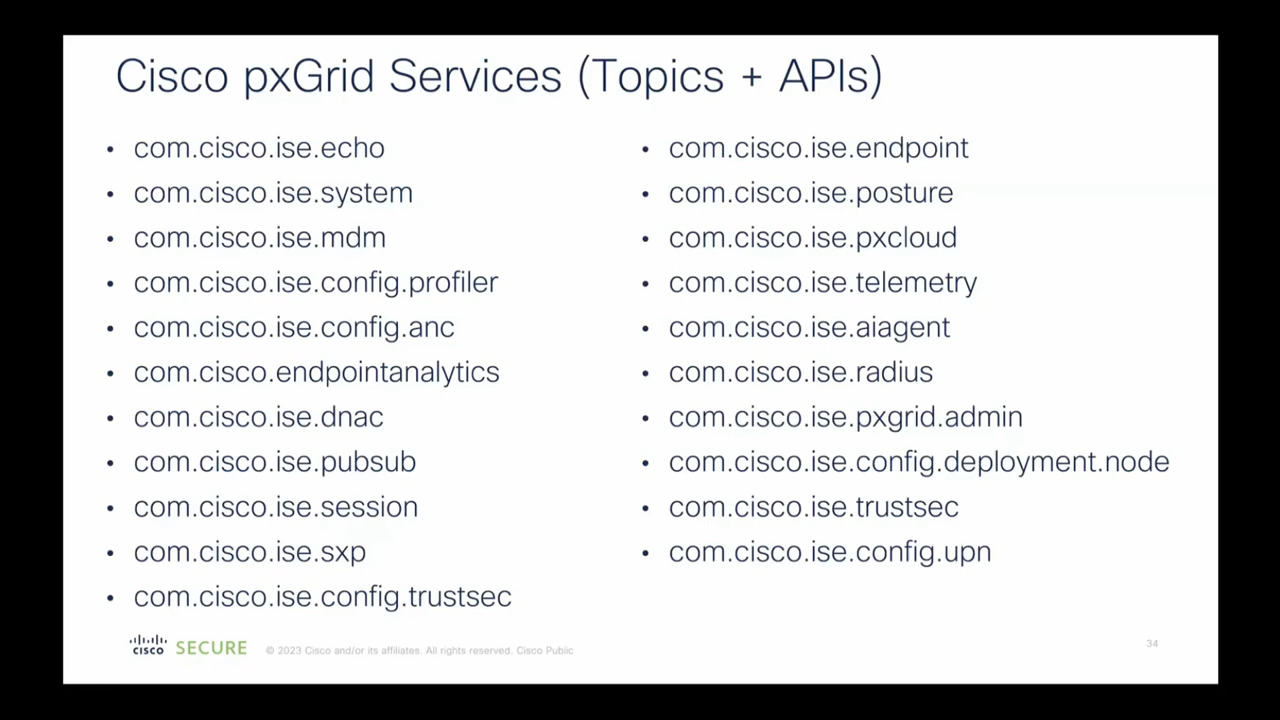 Cisco pxGrid Services (Topics + APIs)
• com.cisco.ise.echo
• com.cisco.ise.system
• com.cisco.ise.mdm
• com.cisco.ise.config.profiler
• com.cisco.ise.config.anc
• com.cisco.endpointanalytics
• com.cisco.ise.dnac
• com.cisco.ise.pubsub
• com.cisco.ise.session
• com.cisco.ise.sxp
• com.cisco.ise.config.trustsec
• com.cisco.ise.endpoint
• com.cisco.ise.posture
• com.cisco.ise.pxcloud
• com.cisco.ise.telemetry
• com.cisco.ise.aiagent
• com.cisco.ise.radius
• com.cisco.ise.pxgrid.admin
• com.cisco.ise.config.deployment.node
• com.cisco.ise.trustsec
• com.cisco.ise.config.upn
CISCO SECURE © 2023 Cisco and/or its affiliates. All rights reserved. Cisco Public
34